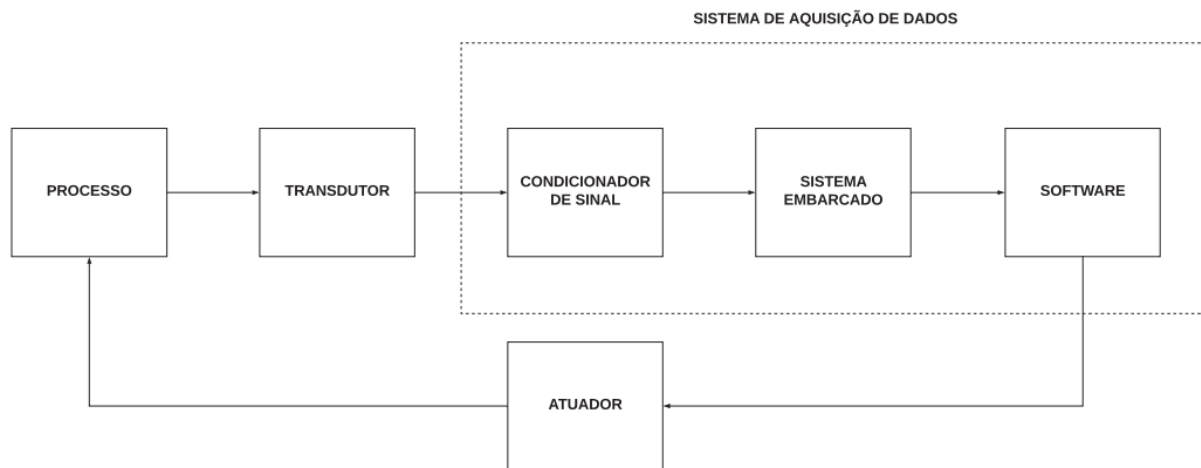 SISTEMA DE AQUISIÇÃO DE DADOS
PROCESSO
TRANSDUTOR
CONDICIONADOR
DE SINAL
SISTEMA
EMBARCADO
SOFTWARE
ATUADOR